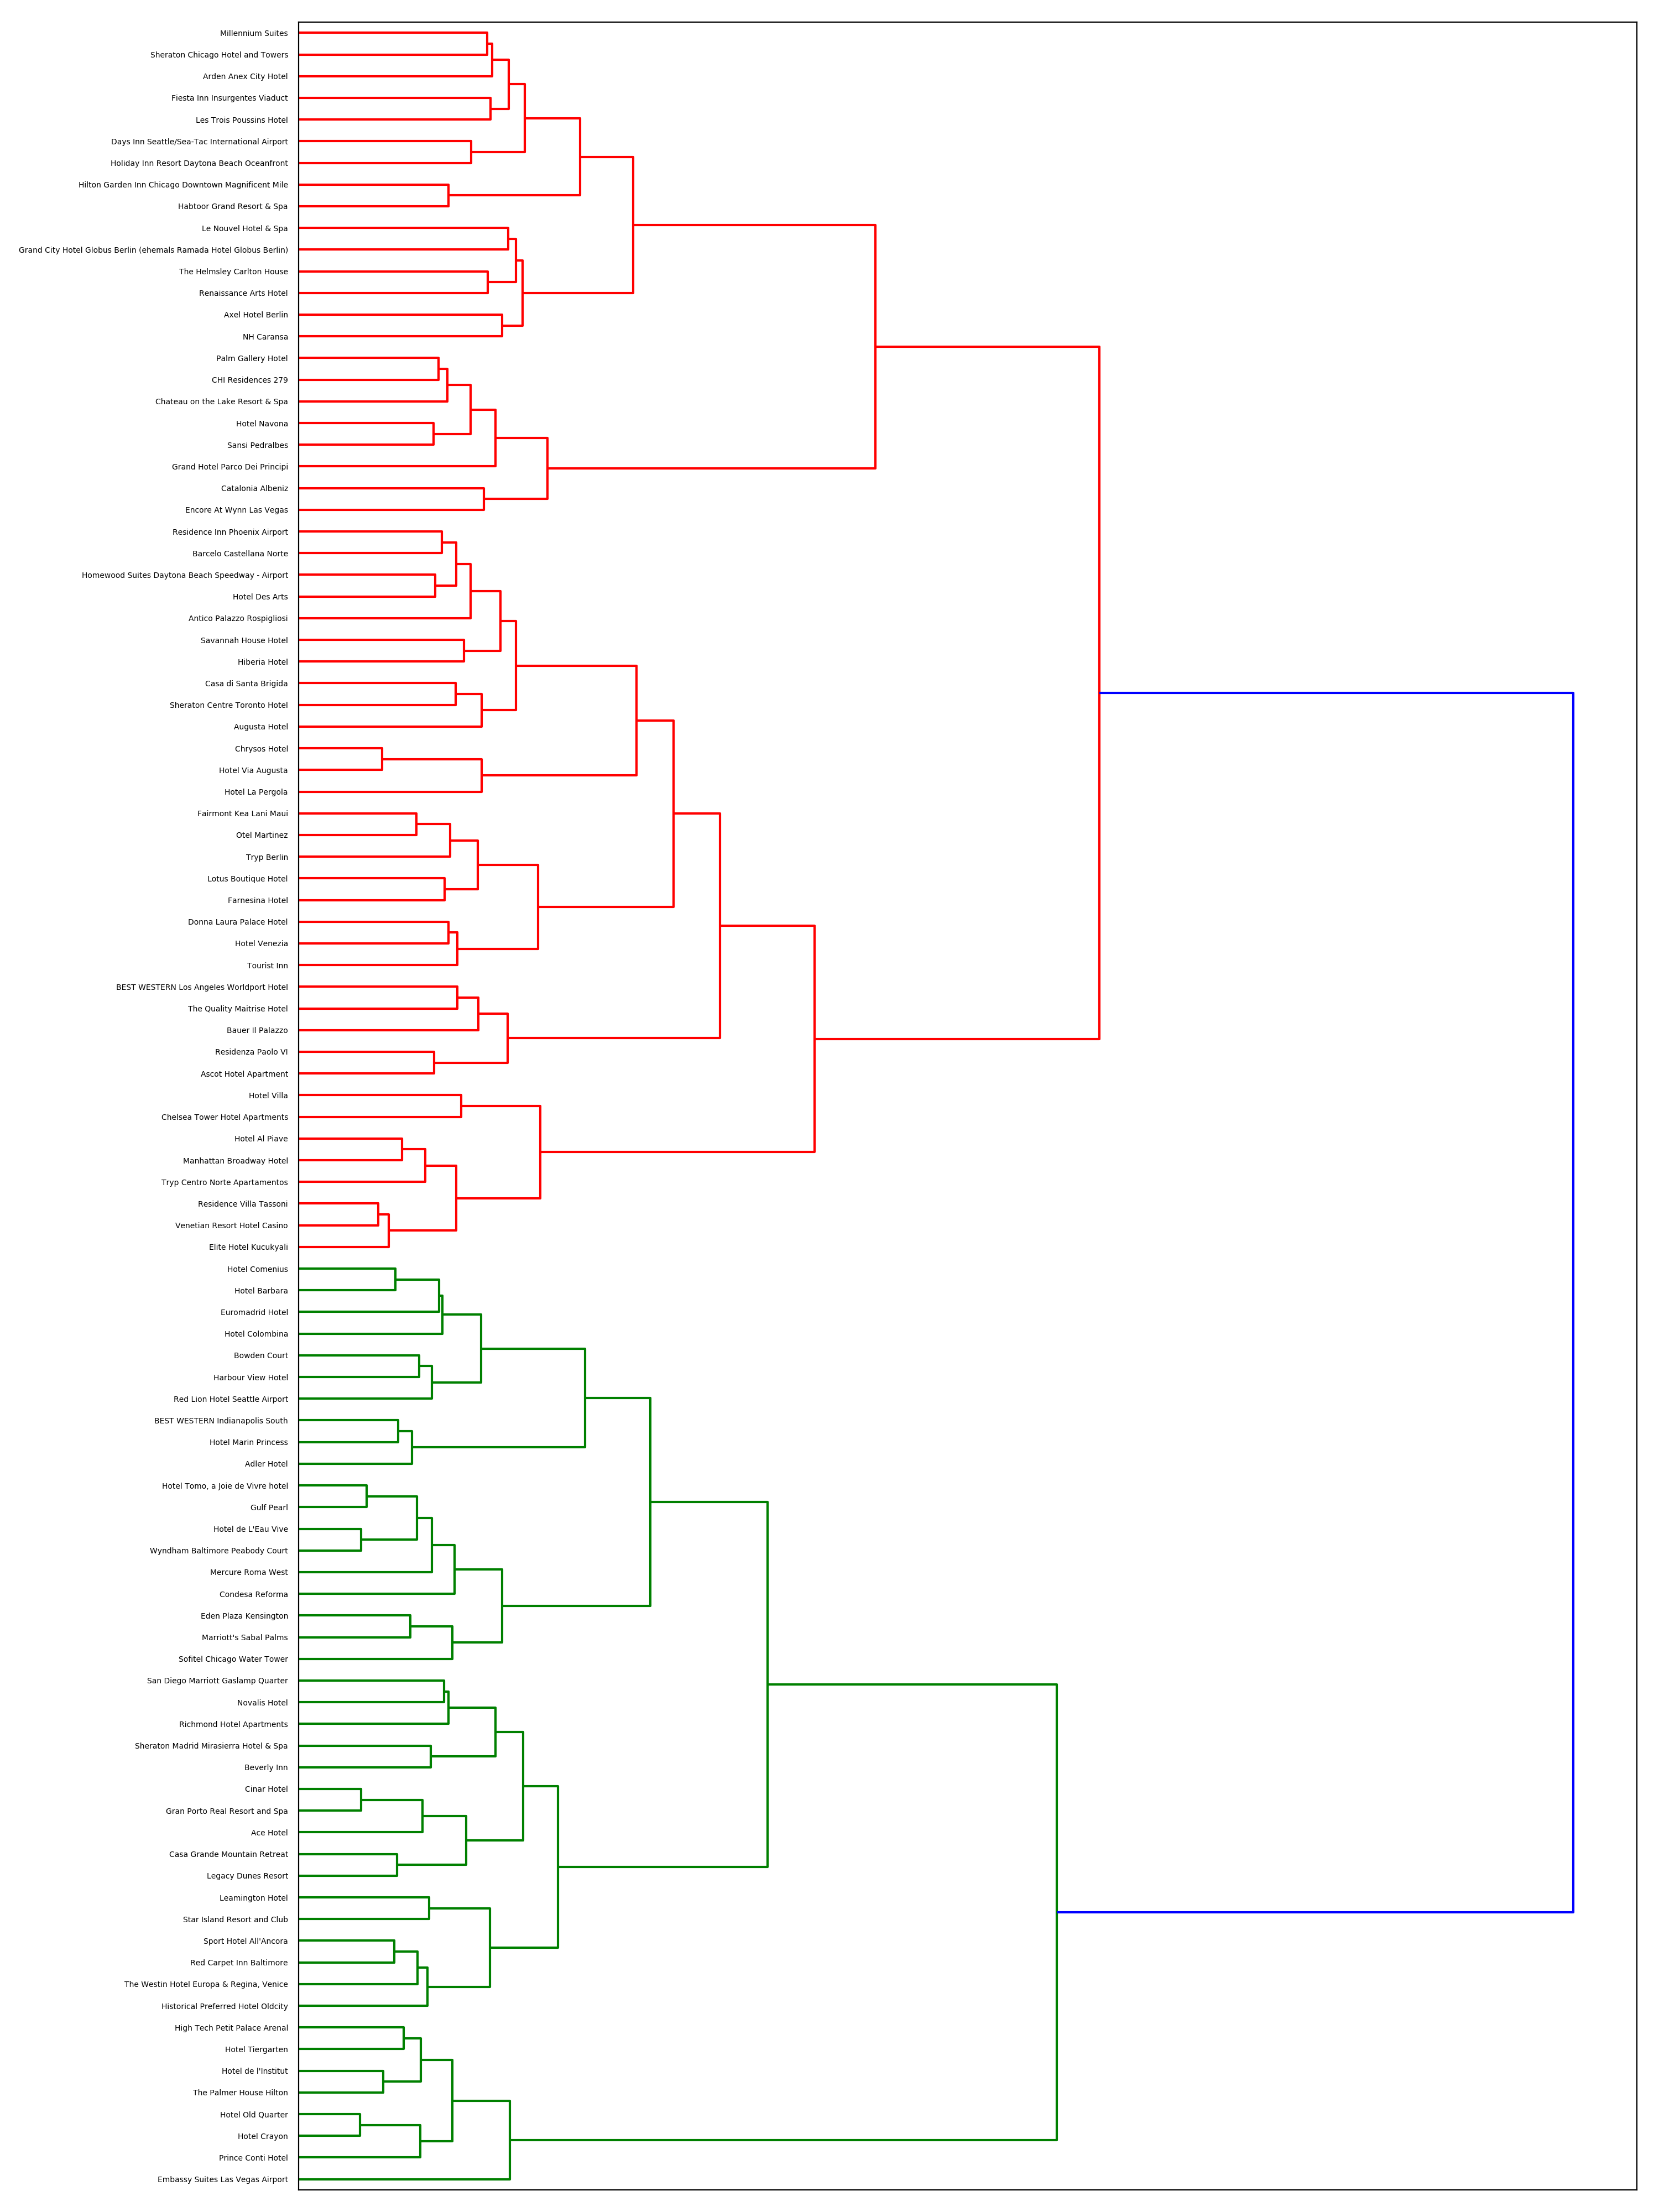 Millennium Suites
Sheraton Chicago Hotel and Towers
Arden Anex City Hotel
Fiesta Inn Insurgentes Viaduct
Les Trois Poussins Hotel
Days Inn Seattle/Sea-Tac International Airport
Holiday Inn Resort Daytona Beach Oceanfront
Hilton Garden Inn Chicago Downtown Magnificent Mile
Habtoor Grand Resort & Spa
Le Nouvel Hotel & Spa
Grand City Hotel Globus Berlin (ehemals Ramada Hotel Globus Berlin)
The Helmsley Carlton House
Renaissance Arts Hotel
Axel Hotel Berlin
NH Caransa
Palm Gallery Hotel
CHI Residences 279
Chateau on the Lake Resort & Spa
Hotel Navona
Sansi Pedralbes
Grand Hotel Parco Dei Principi
Catalonia Albeniz
Encore At Wynn Las Vegas
Residence Inn Phoenix Airport
Barcelo Castellana Norte
Homewood Suites Daytona Beach Speedway - Airport
Hotel Des Arts
Antico Palazzo Rospigliosi
Savannah House Hotel
Hiberia Hotel
Casa di Santa Brigida
Sheraton Centre Toronto Hotel
Augusta Hotel
Chrysos Hotel
Hotel Via Augusta
Hotel La Pergola
Fairmont Kea Lani Maui
Otel Martinez
Tryp Berlin
Lotus Boutique Hotel
Farnesina Hotel
Donna Laura Palace Hotel
Hotel Venezia
Tourist Inn
BEST WESTERN Los Angeles Worldport Hotel
The Quality Maitrise Hotel
Bauer Il Palazzo
Residenza Paolo VI
Ascot Hotel Apartment
Hotel Villa
Chelsea Tower Hotel Apartments
Hotel Al Piave
Manhattan Broadway Hotel
Tryp Centro Norte Apartamentos
Residence Villa Tassoni
Venetian Resort Hotel Casino
Elite Hotel Kucukyali
Hotel Comenius
Hotel Barbara
Euromadrid Hotel
Hotel Colombina
Bowden Court
Harbour View Hotel
Red Lion Hotel Seattle Airport
BEST WESTERN Indianapolis South
Hotel Marin Princess
Adler Hotel
Hotel Tomo, a Joie de Vivre hotel
Gulf Pearl
Hotel de L'Eau Vive
Wyndham Baltimore Peabody Court
Mercure Roma West
Condesa Reforma
Eden Plaza Kensington
Marriott's Sabal Palms
Sofitel Chicago Water Tower
San Diego Marriott Gaslamp Quarter
Novalis Hotel
Richmond Hotel Apartments
Sheraton Madrid Mirasierra Hotel & Spa
Beverly Inn
Cinar Hotel
Gran Porto Real Resort and Spa
Ace Hotel
Casa Grande Mountain Retreat
Legacy Dunes Resort
Leamington Hotel
Star Island Resort and Club
Sport Hotel All'Ancora
Red Carpet Inn Baltimore
The Westin Hotel Europa & Regina, Venice
Historical Preferred Hotel Oldcity
High Tech Petit Palace Arenal
Hotel Tiergarten
Hotel de l'Institut
The Palmer House Hilton
Hotel Old Quarter
Hotel Crayon
Prince Conti Hotel
Embassy Suites Las Vegas Airport